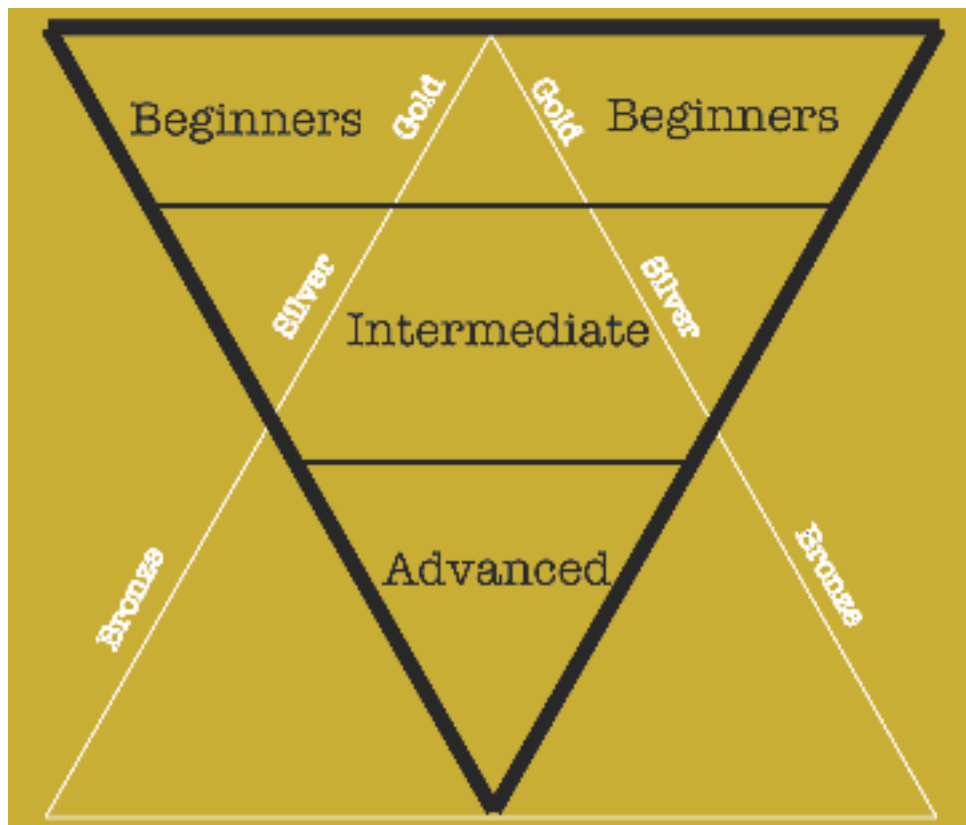 Beginners
Gold
Gold
Beginners
Silver
Silver
Intermediate
Bronze
Bronze
Advanced